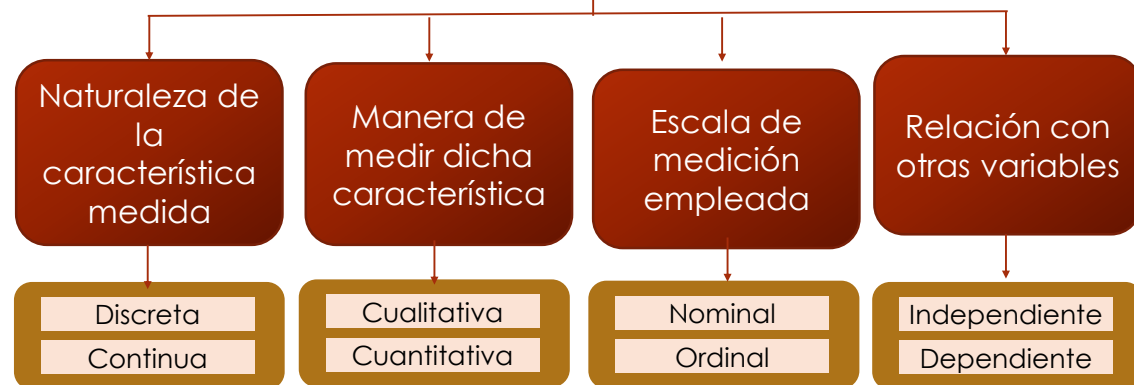 Naturaleza de
la
característica
medida
Manera de
medir dicha
característica
Escala de
medición
empleada
Relación con
otras variables
Discreta
Continua
Cualitativa
Cuantitativa
Nominal
Ordinal
Independiente
Dependiente